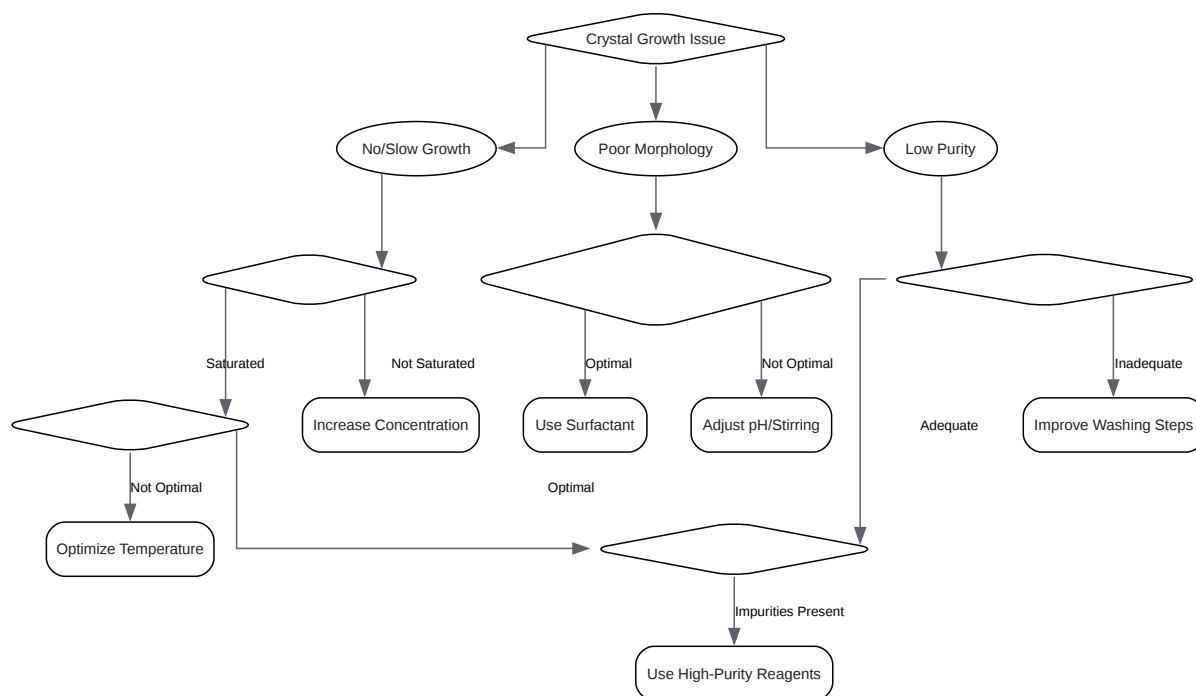 Crystal Growth Issue
No/Slow Growth
Poor Morphology
Low Purity
Saturated
Not Saturated
Optimal
Not Optimal
Inadequate
Increase Concentration
Use Surfactant
Adjust pH/Stirring
Adequate
Improve Washing Steps
Not Optimal
Optimal
Optimize Temperature
Impurities Present
Use High-Purity Reagents